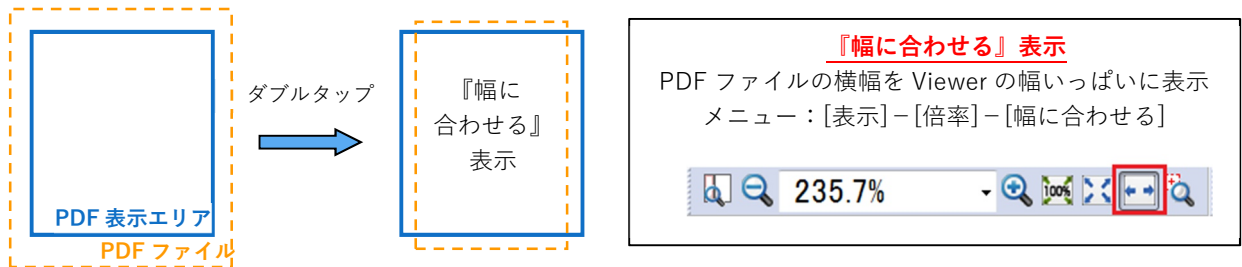 PDF 表示エリア
PDF ファイル
ダブルタップ
『幅に
合わせる』
表示
『幅に合わせる』表示
PDF ファイルの横幅を Viewer の幅いっぱいに表示
メニュー：[表示]－[倍率]－[幅に合わせる]
235.7%
100%